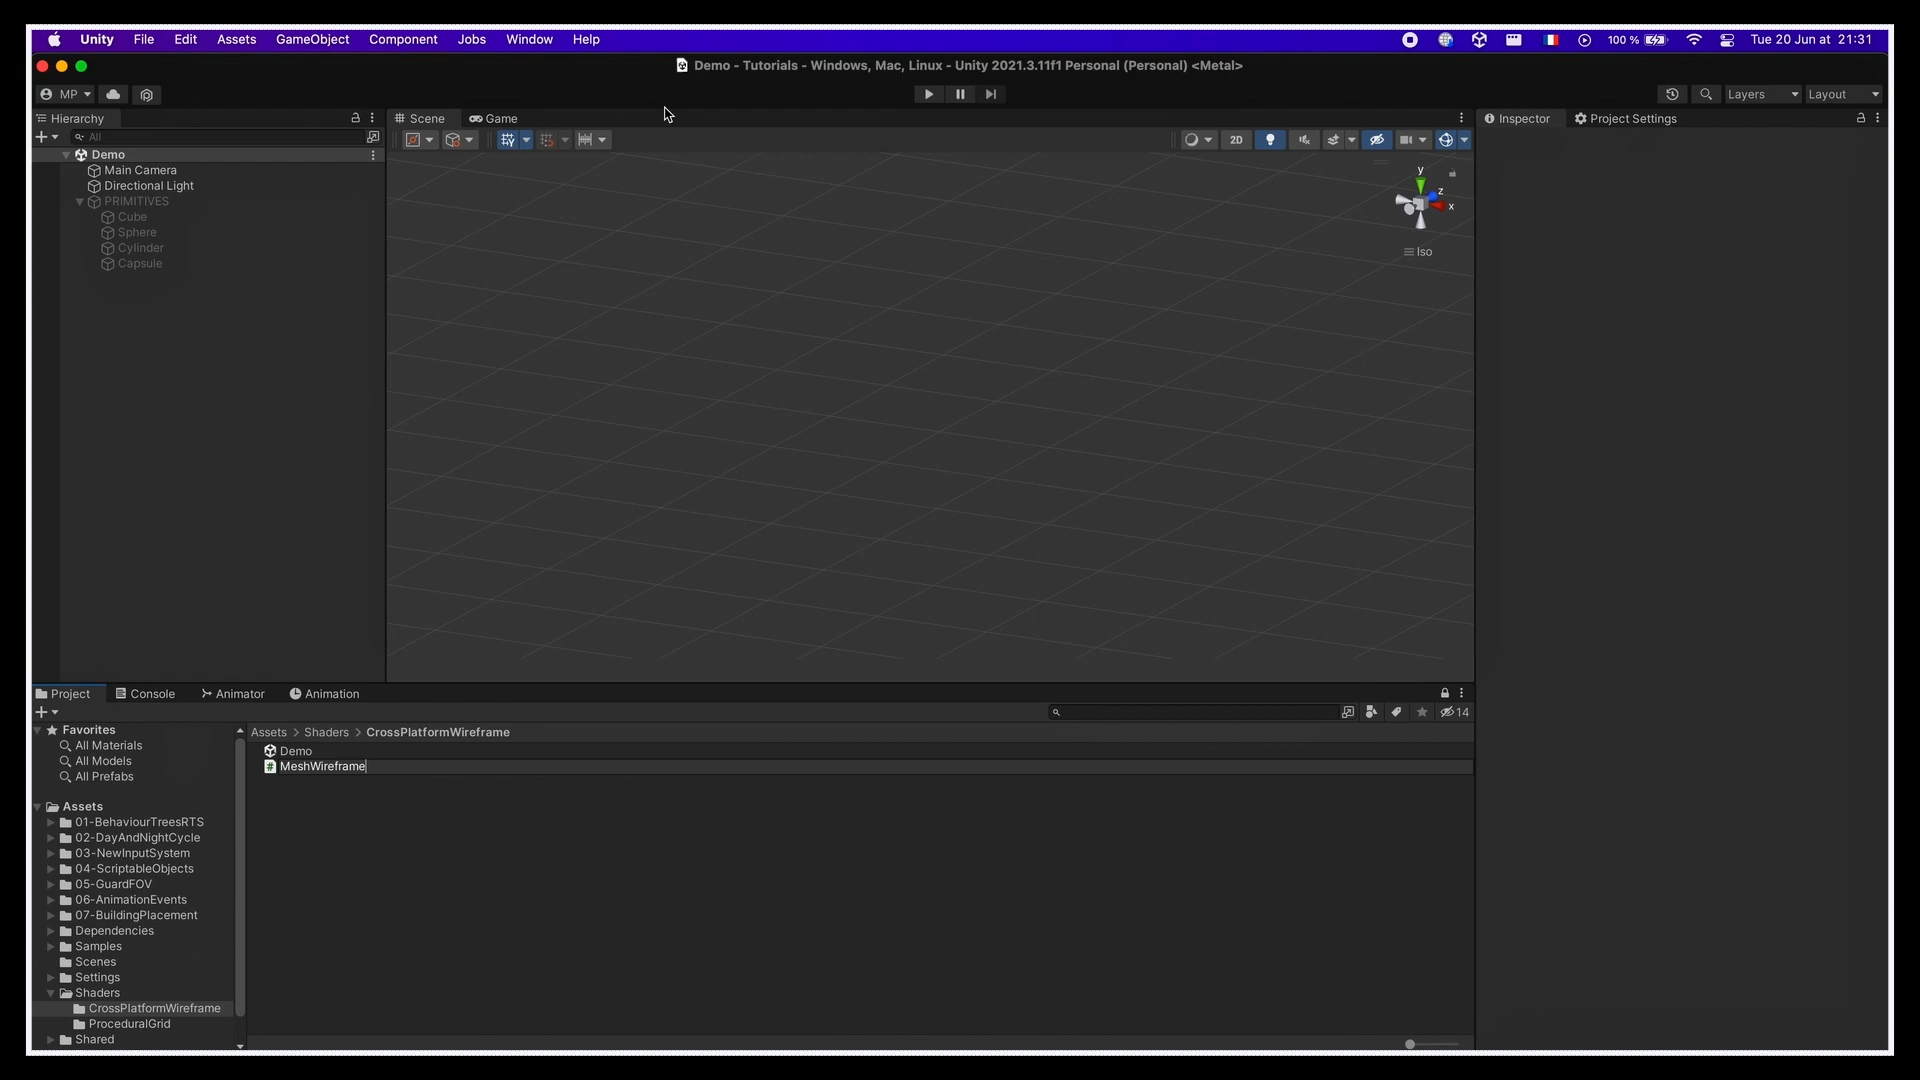 Unity File Edit Assets GameObject Component Jobs Window Help 100 % Tue 20 Jun at 21:31
Demo - Tutorials - Windows, Mac, Linux - Unity 2021.3.11f1 Personal (Personal) <Metal>
MP Layers Layout
Hierarchy
All
Demo
Main Camera
Directional Light
PRIMITIVES
Cube
Sphere
Cylinder
Capsule
Scene Game
2D
y
z
x
Iso
Inspector Project Settings
Project Console Animator Animation
14
Favorites
All Materials
All Models
All Prefabs
Assets
01-BehaviourTreesRTS
02-DayAndNightCycle
03-NewInputSystem
04-ScriptableObjects
05-GuardFOV
06-AnimationEvents
07-BuildingPlacement
Dependencies
Samples
Scenes
Settings
Shaders
CrossPlatformWireframe
ProceduralGrid
Shared
Assets > Shaders > CrossPlatformWireframe
Demo
MeshWireframe